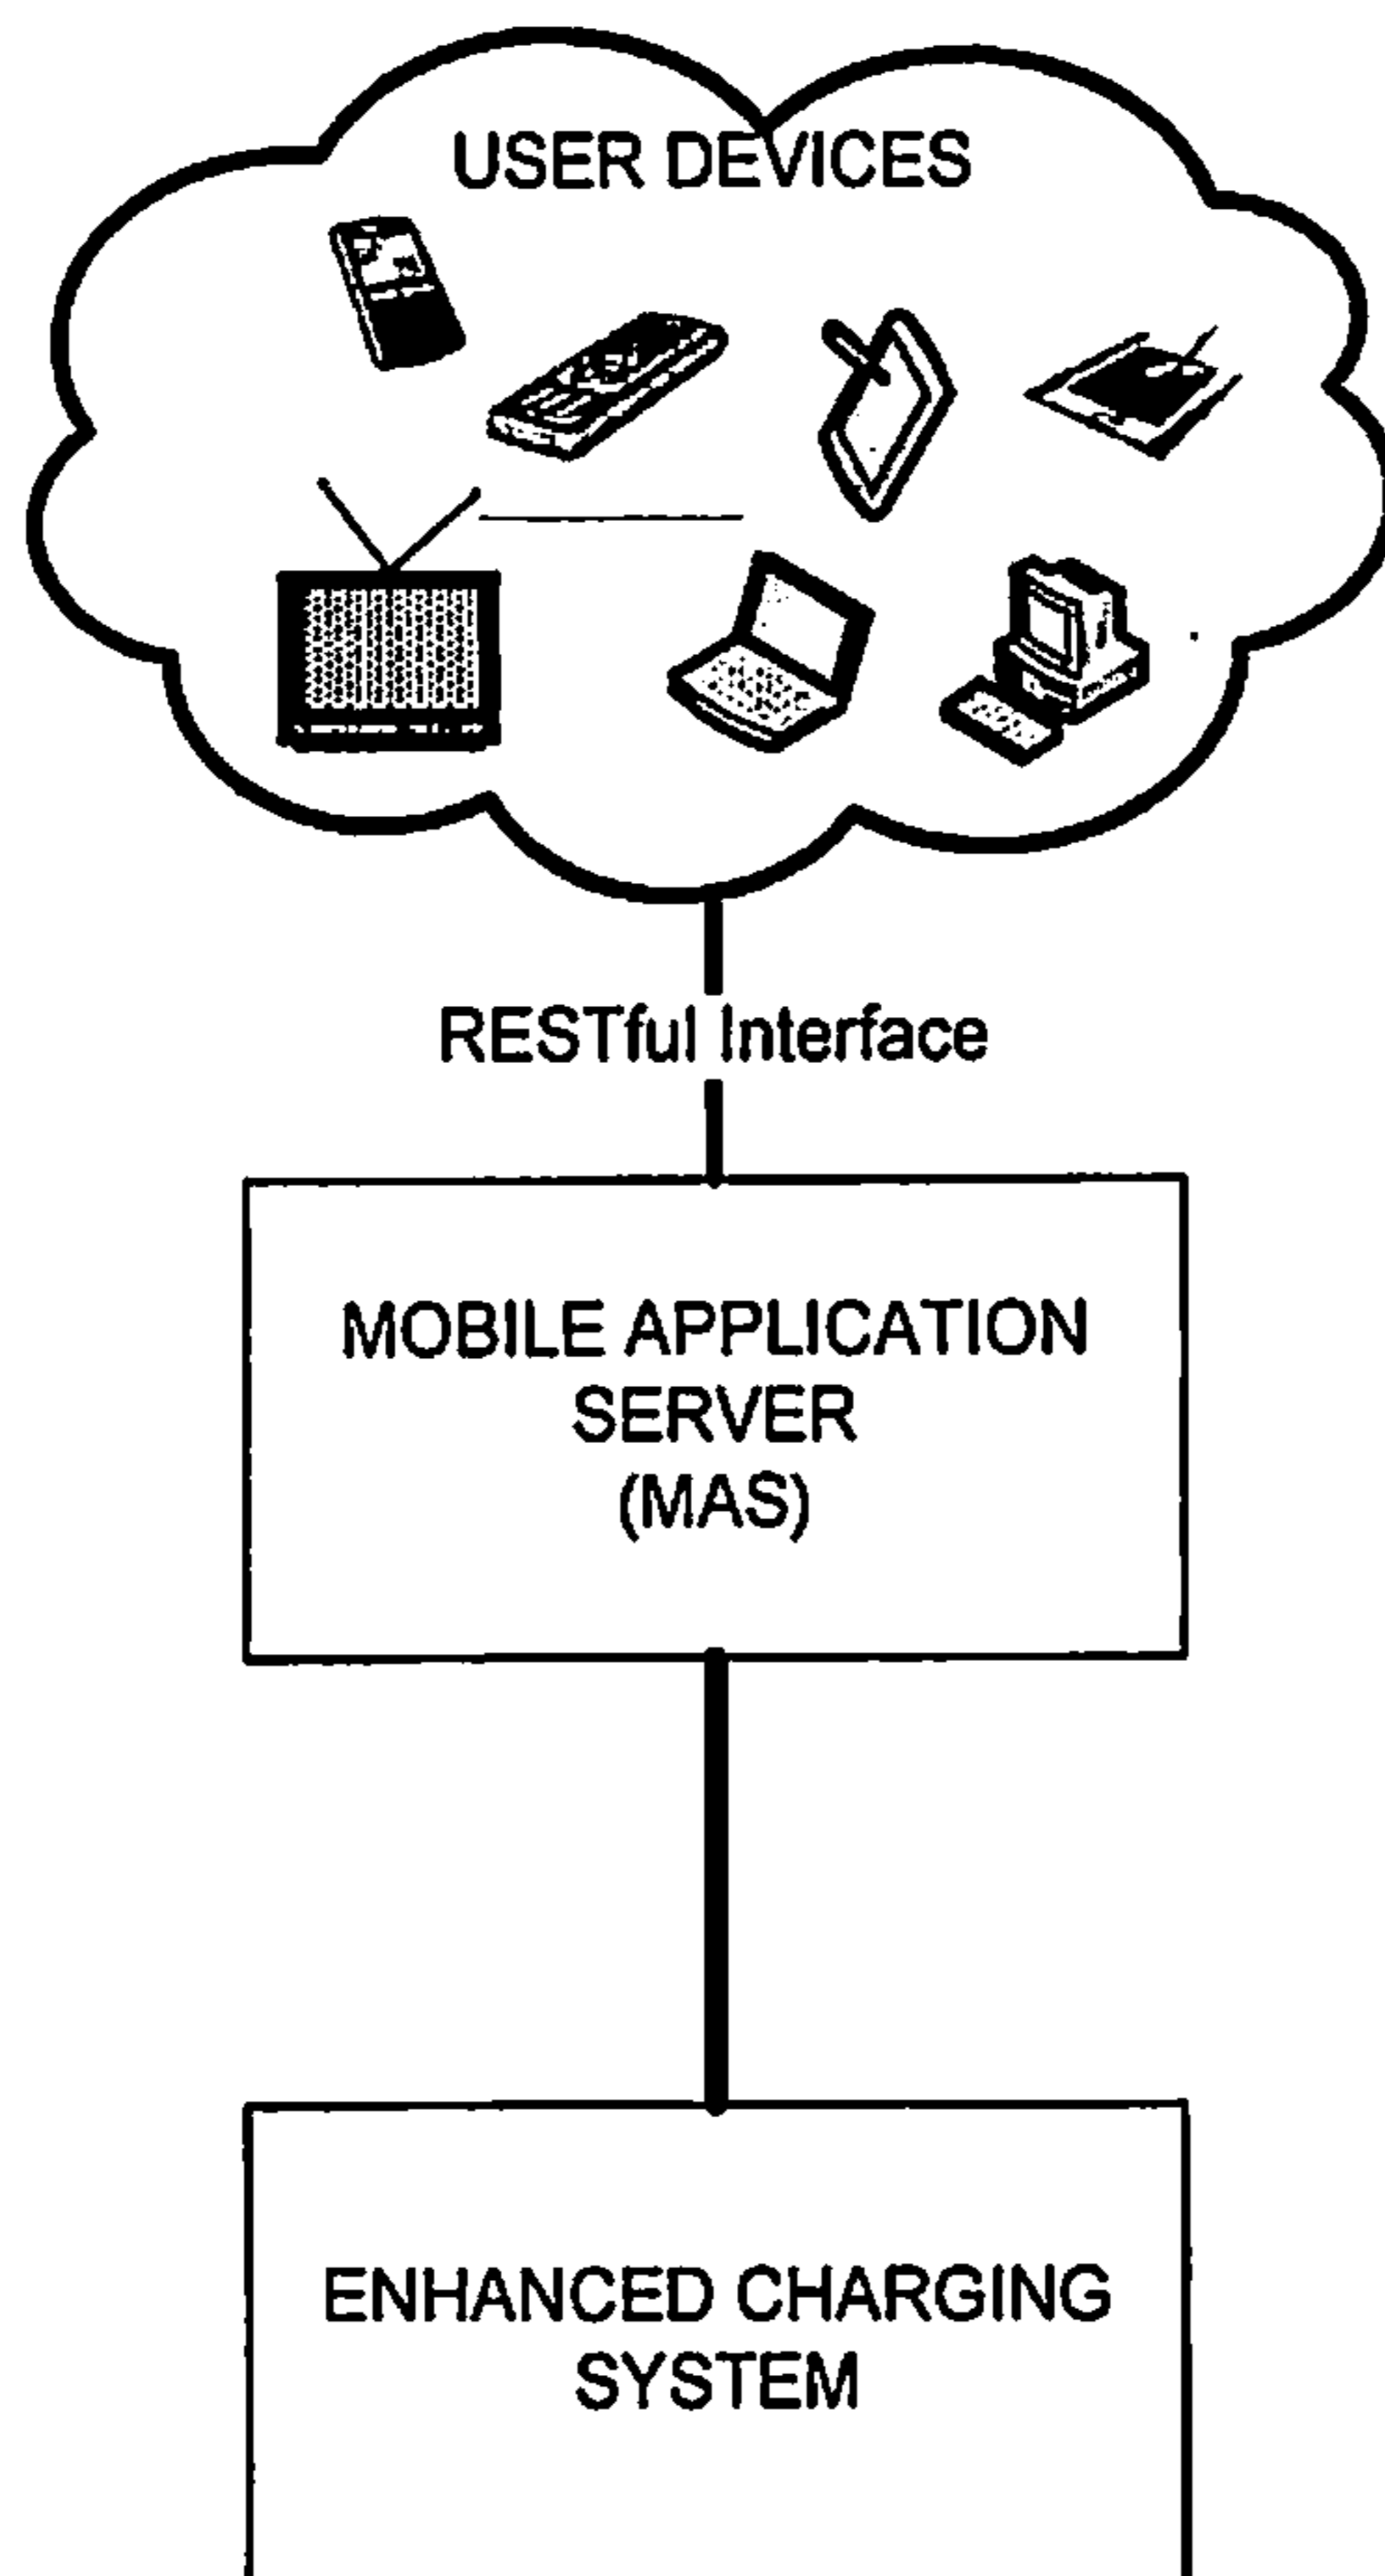 USER DEVICES
RESTful Interface
MOBILE APPLICATION
SERVER
(MAS)
ENHANCED CHARGING
SYSTEM